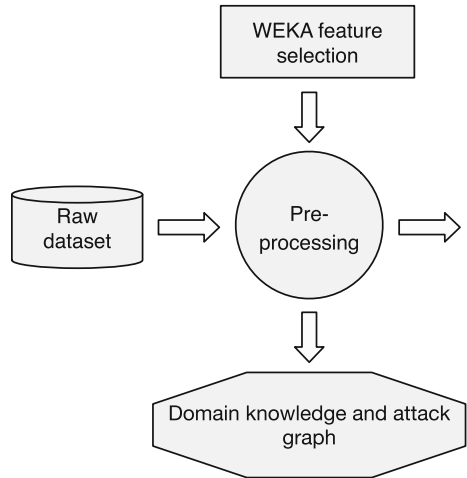 WEKA feature
selection
Raw
dataset
Pre-
processing
Domain knowledge and attack
graph